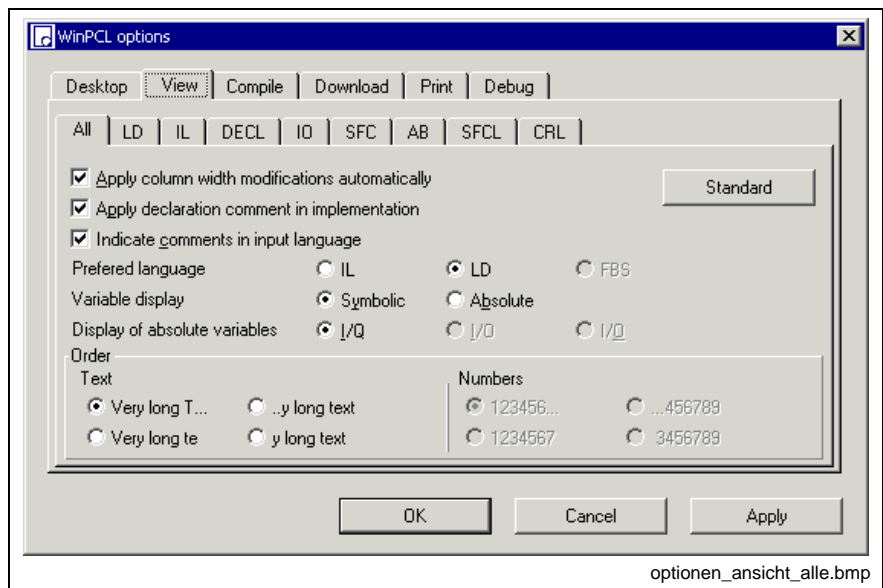 WinPCL options
Desktop View Compile Download Print Debug
All LD IL DECL IO SFC AB SFCL CRL
Apply column width modifications automatically
Standard
Apply declaration comment in implementation
Indicate comments in input language
Prefered language IL LD FBS
Variable display Symbolic Absolute
Display of absolute variables I/Q I/O I/O
Order
Text Numbers
Very long T... ..y long text 123456... ...456789
Very long te y long text 1234567 3456789
OK Cancel Apply
optionen_ansicht_alle.bmp